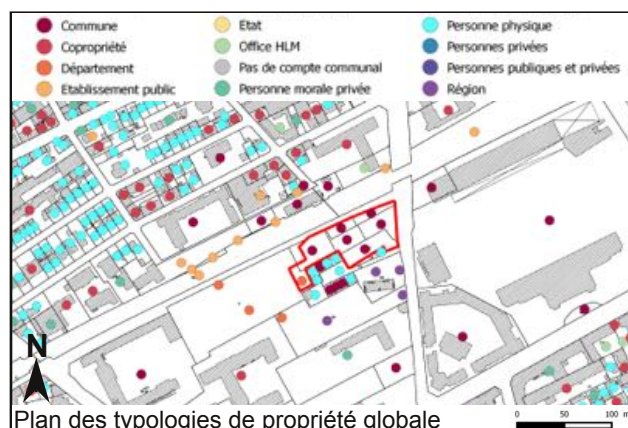 Commune
Etat
Personne physique
Copropriété
Office HLM
Personnes privées
Département
Pas de compte communal
Personnes publiques et privées
Etablissement public
Personne morale privée
Région
N
Plan des typologies de propriété globale
0 50 100 m